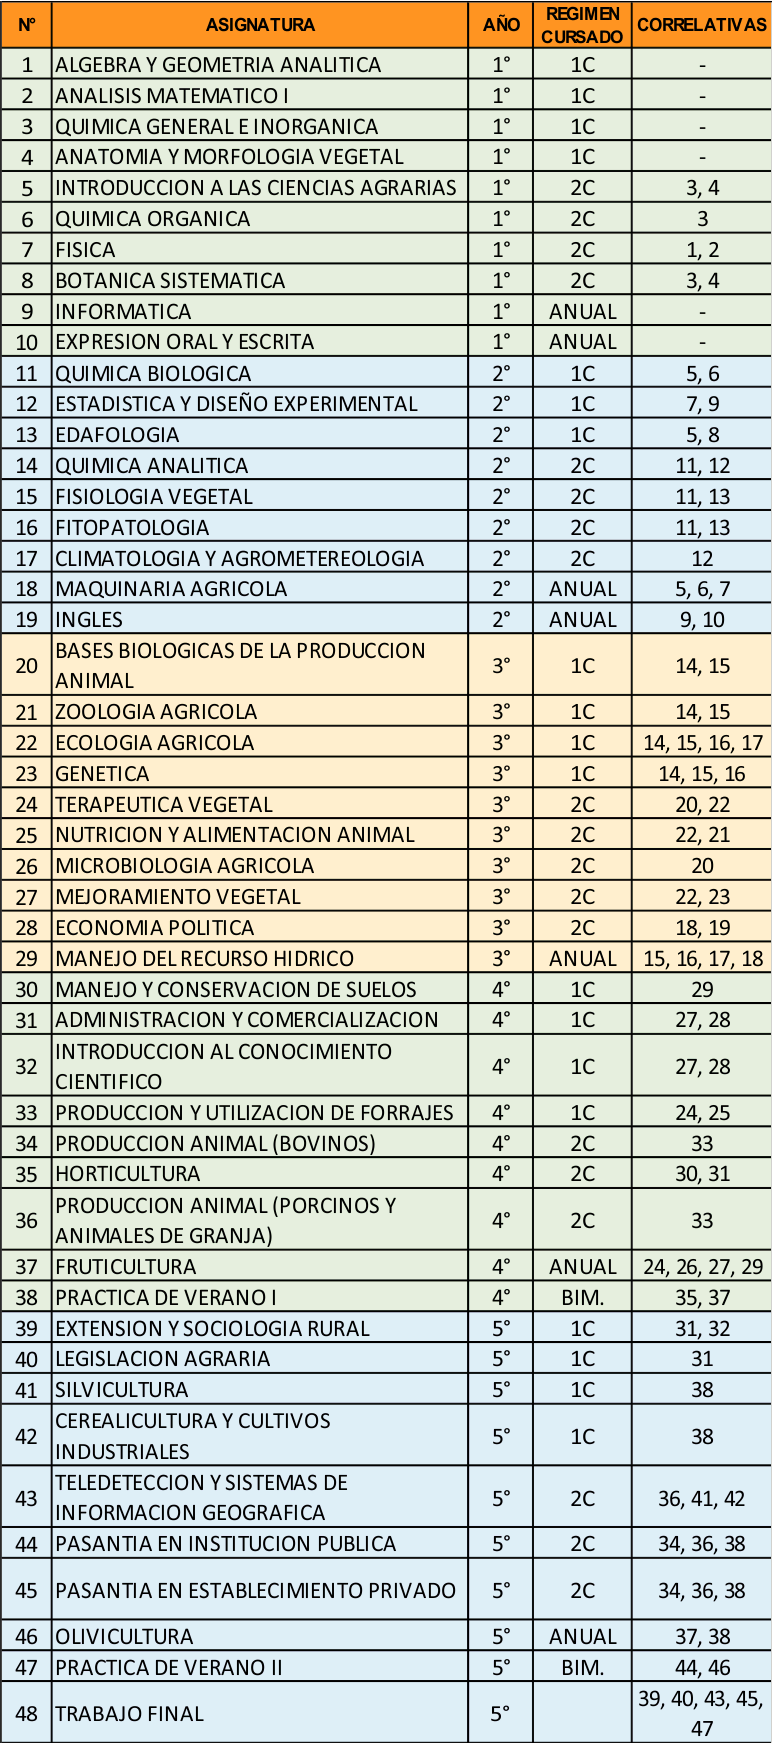 N° ASIGNATURA AÑO REGIMEN CURSADO CORRELATIVAS
1 ALGEBRA Y GEOMETRIA ANALITICA 1° 1C -
2 ANALISIS MATEMATICO I 1° 1C -
3 QUIMICA GENERAL E INORGANICA 1° 1C -
4 ANATOMIA Y MORFOLOGIA VEGETAL 1° 1C -
5 INTRODUCCION A LAS CIENCIAS AGRARIAS 1° 2C 3, 4
6 QUIMICA ORGANICA 1° 2C 3
7 FISICA 1° 2C 1, 2
8 BOTANICA SISTEMATICA 1° 2C 3, 4
9 INFORMATICA 1° ANUAL -
10 EXPRESION ORAL Y ESCRITA 1° ANUAL -
11 QUIMICA BIOLOGICA 2° 1C 5, 6
12 ESTADISTICA Y DISEÑO EXPERIMENTAL 2° 1C 7, 9
13 EDAFOLOGIA 2° 1C 5, 8
14 QUIMICA ANALITICA 2° 2C 11, 12
15 FISIOLOGIA VEGETAL 2° 2C 11, 13
16 FITOPATOLOGIA 2° 2C 11, 13
17 CLIMATOLOGIA Y AGROMETEREOLOGIA 2° 2C 12
18 MAQUINARIA AGRICOLA 2° ANUAL 5, 6, 7
19 INGLES 2° ANUAL 9, 10
20 BASES BIOLOGICAS DE LA PRODUCCION
ANIMAL 3° 1C 14, 15
21 ZOOLOGIA AGRICOLA 3° 1C 14, 15
22 ECOLOGIA AGRICOLA 3° 1C 14, 15, 16, 17
23 GENETICA 3° 1C 14, 15, 16
24 TERAPEUTICA VEGETAL 3° 2C 20, 22
25 NUTRICION Y ALIMENTACION ANIMAL 3° 2C 22, 21
26 MICROBIOLOGIA AGRICOLA 3° 2C 20
27 MEJORAMIENTO VEGETAL 3° 2C 22, 23
28 ECONOMIA POLITICA 3° 2C 18, 19
29 MANEJO DEL RECURSO HIDRICO 3° ANUAL 15, 16, 17, 18
30 MANEJO Y CONSERVACION DE SUELOS 4° 1C 29
31 ADMINISTRACION Y COMERCIALIZACION 4° 1C 27, 28
32 INTRODUCCION AL CONOCIMIENTO
CIENTIFICO 4° 1C 27, 28
33 PRODUCCION Y UTILIZACION DE FORRAJES 4° 1C 24, 25
34 PRODUCCION ANIMAL (BOVINOS) 4° 2C 33
35 HORTICULTURA 4° 2C 30, 31
36 PRODUCCION ANIMAL (PORCINOS Y
ANIMALES DE GRANJA) 4° 2C 33
37 FRUTICULTURA 4° ANUAL 24, 26, 27, 29
38 PRACTICA DE VERANO I 4° BIM. 35, 37
39 EXTENSION Y SOCIOLOGIA RURAL 5° 1C 31, 32
40 LEGISLACION AGRARIA 5° 1C 31
41 SILVICULTURA 5° 1C 38
42 CEREALICULTURA Y CULTIVOS
INDUSTRIALES 5° 1C 38
43 TELEDETECCION Y SISTEMAS DE
INFORMACION GEOGRAFICA 5° 2C 36, 41, 42
44 PASANTIA EN INSTITUCION PUBLICA 5° 2C 34, 36, 38
45 PASANTIA EN ESTABLECIMIENTO PRIVADO 5° 2C 34, 36, 38
46 OLIVICULTURA 5° ANUAL 37, 38
47 PRACTICA DE VERANO II 5° BIM. 44, 46
48 TRABAJO FINAL 5° 39, 40, 43, 45,
47